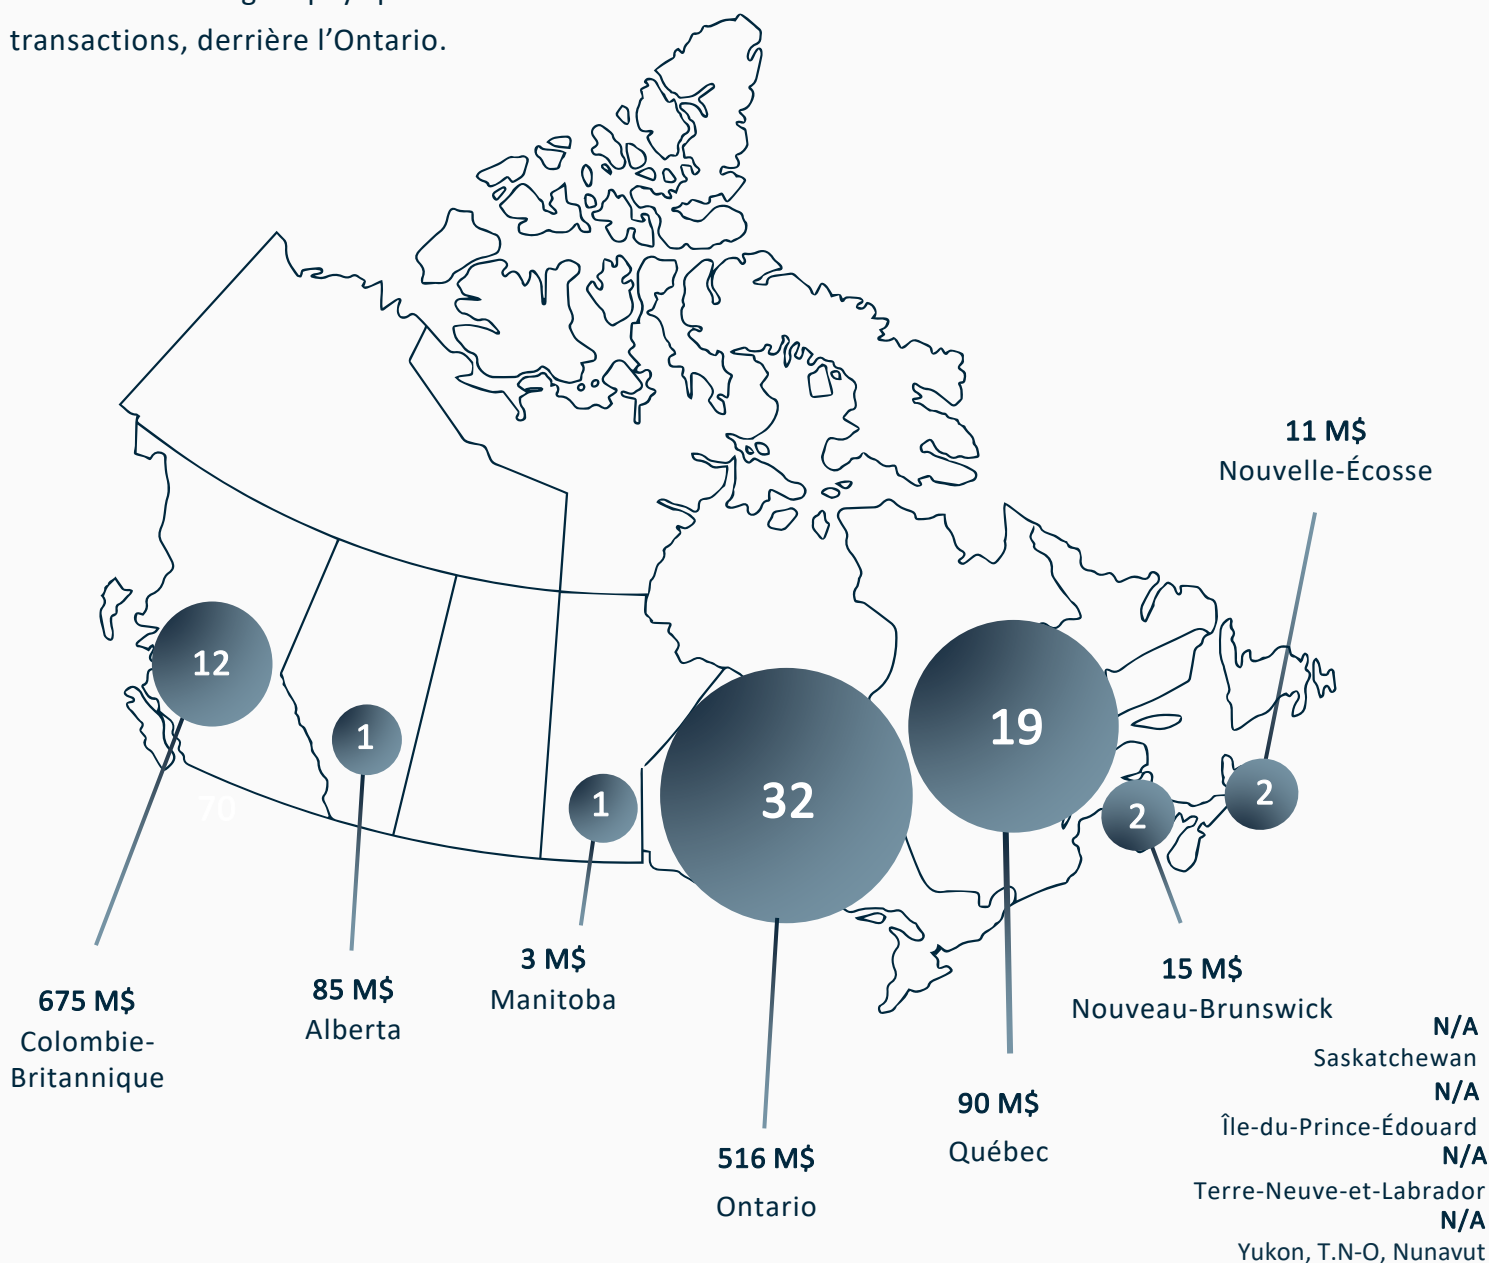 transactions, derrière l’Ontario.
11 M$
Nouvelle-Écosse
12
1
1
32
19
2
2
70
675 M$
Colombie-
Britannique
85 M$
Alberta
3 M$
Manitoba
516 M$
Ontario
90 M$
Québec
15 M$
Nouveau-Brunswick
N/A
Saskatchewan
N/A
Île-du-Prince-Édouard
N/A
Terre-Neuve-et-Labrador
N/A
Yukon, T.N-O, Nunavut